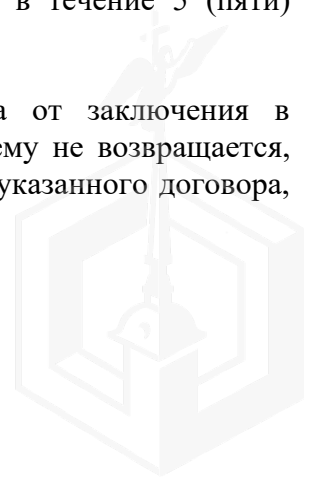 в течение 5 (пяти)
а от заключения в
ему не возвращается,
указанного договора,